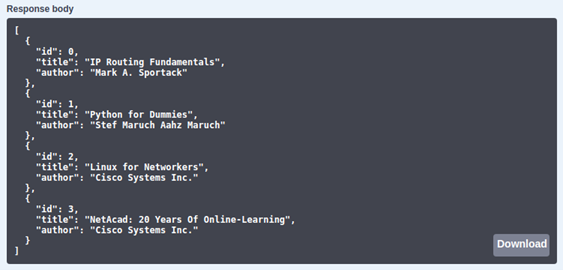 Response body
[
  {
    "id": 0,
    "title": "IP Routing Fundamentals",
    "author": "Mark A. Sportack"
  },
  {
    "id": 1,
    "title": "Python for Dummies",
    "author": "Stef Maruch Aahz Maruch"
  },
  {
    "id": 2,
    "title": "Linux for Networkers",
    "author": "Cisco Systems Inc."
  },
  {
    "id": 3,
    "title": "NetAcad: 20 Years Of Online-Learning",
    "author": "Cisco Systems Inc."
  }
]
Download